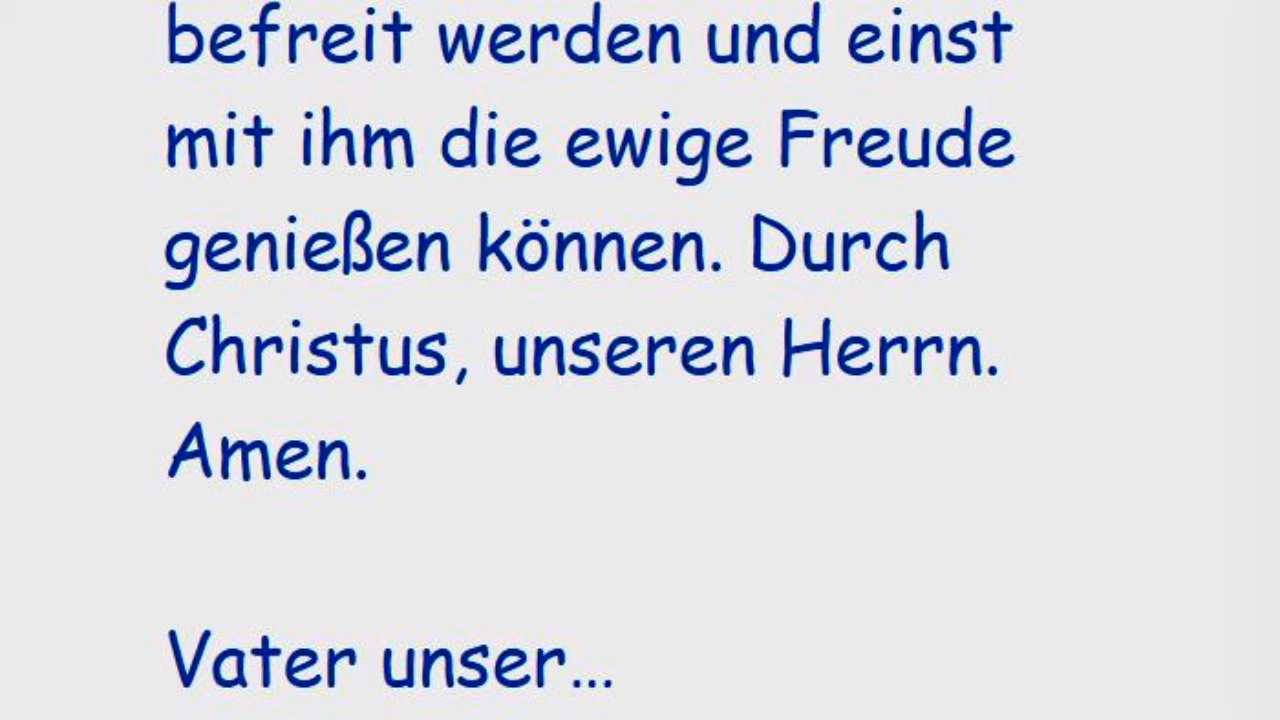 befreit werden und einst
mit ihm die ewige Freude
genießen können. Durch
Christus, unseren Herrn.
Amen.
Vater unser...